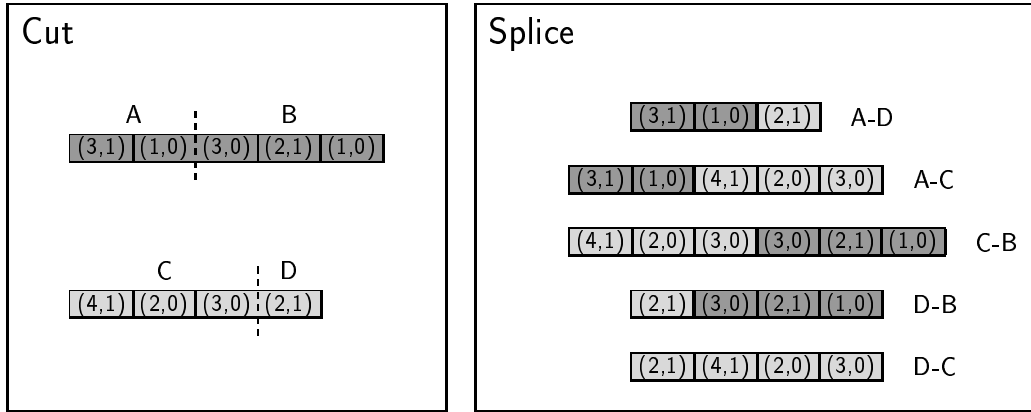 Cut
A B
(3,1) (1,0) (3,0) (2,1) (1,0)
C D
(4,1) (2,0) (3,0) (2,1)
Splice
(3,1) (1,0) (2,1) A-D
(3,1) (1,0) (4,1) (2,0) (3,0) A-C
(4,1) (2,0) (3,0) (3,0) (2,1) (1,0) C-B
(2,1) (3,0) (2,1) (1,0) D-B
(2,1) (4,1) (2,0) (3,0) D-C